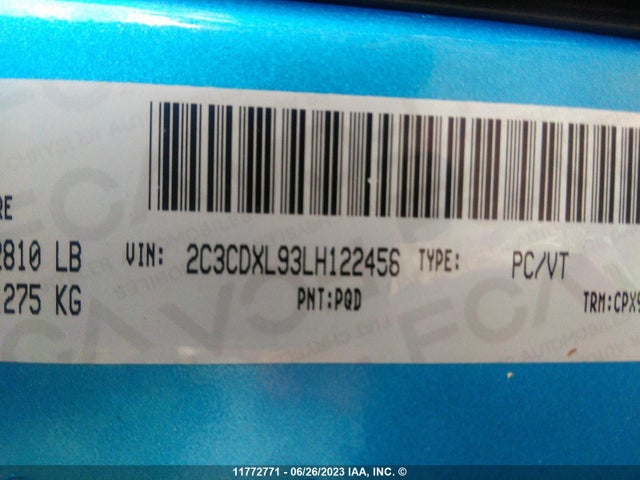 RE
2810 LB VIN: 2C3CDXL93LH122456 TYPE: PC/VT
275 KG PNT:PQD TRM:CPX9
11772771 - 06/26/2023 IAA, INC. ©